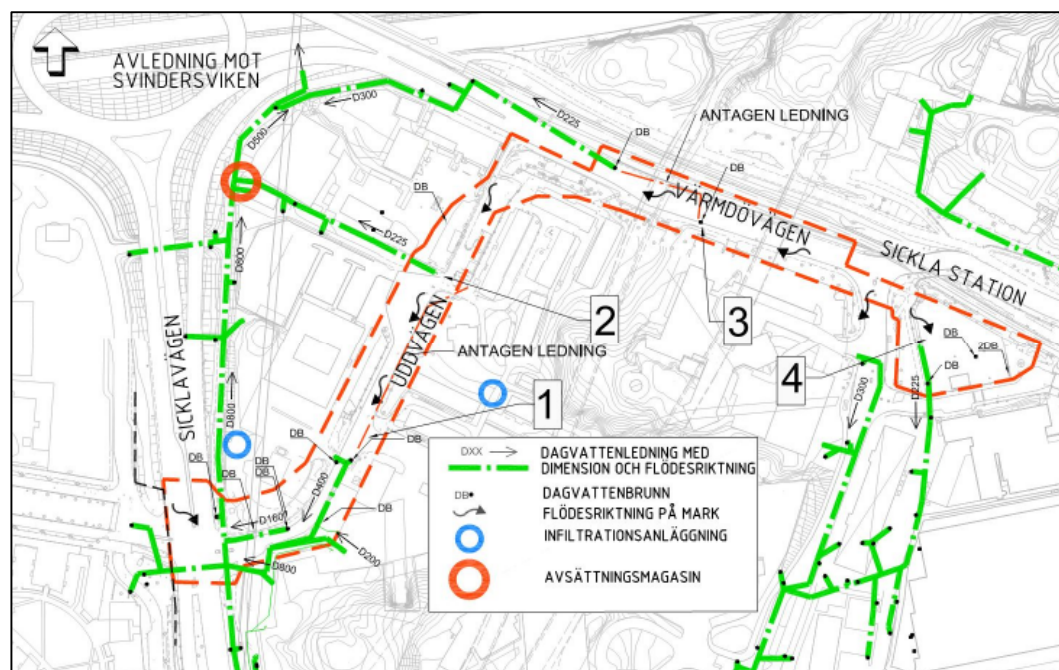 AVLEDNING MOT
SVINDERSVIKEN
D300
D500
D225
DB
ANTAGEN LEDNING
DB
VÄRMDÖVÄGEN
SICKLA STATION
DB
D225
D800
2
3
UDDVÄGEN
ANTAGEN LEDNING
SICKLAVÄGEN
D800
1
4
DB
2DB
DB
D300
D225
DB
DB
DB
DB
DB
D400
D160
DB
D200
D800
DXX
DAGVATTENLEDNING MED
DIMENSION OCH FLÖDESRIKTNING
DB
DAGVATTENBRUNN
FLÖDESRIKTNING PÅ MARK
INFILTRATIONSANLÄGGNING
AVSÄTTNINGSMAGASIN